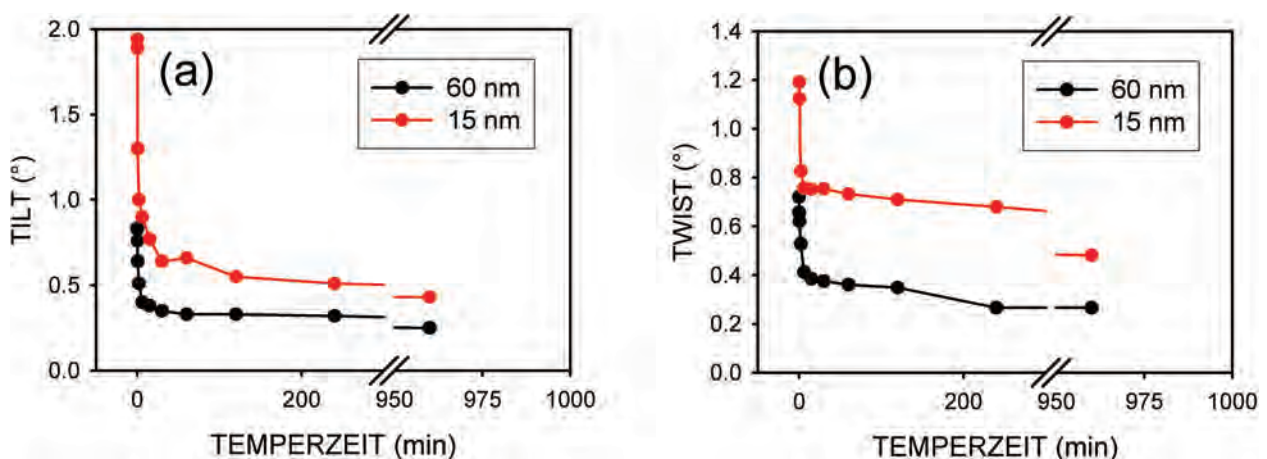 (a)
60 nm
15 nm
TILT (°)
2.0
1.5
1.0
0.5
0.0
0 200 950 975 1000
TEMPERZEIT (min)
(b)
60 nm
15 nm
TWIST (°)
1.4
1.2
1.0
0.8
0.6
0.4
0.2
0.0
0 200 950 975 1000
TEMPERZEIT (min)